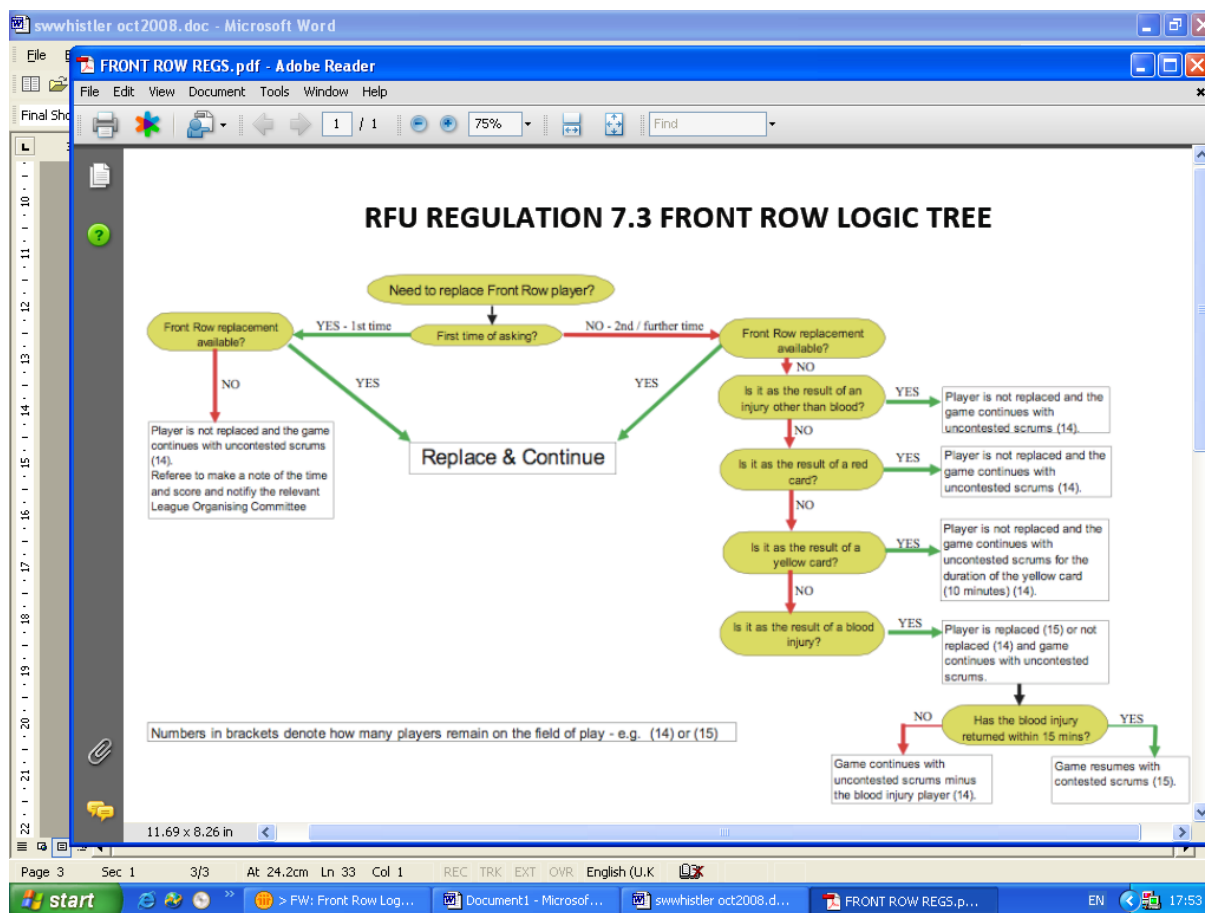 swwhistler oct2008.doc - Microsoft Word
File
FRONT ROW REGS.pdf - Adobe Reader
File Edit View Document Tools Window Help
Final Sho
1 / 1 75% Find
RFU REGULATION 7.3 FRONT ROW LOGIC TREE
Need to replace Front Row player?
First time of asking?
YES - 1st time
NO - 2nd / further time
Front Row replacement
available?
NO
YES
Player is not replaced and the game
continues with uncontested scrums
(14).
Referee to make a note of the time
and score and notifiy the relevant
League Organising Committee
Replace & Continue
YES
Front Row replacement
available?
NO
Is it as the result of an
injury other than blood?
YES
Player is not replaced and the
game continues with
uncontested scrums (14).
NO
Is it as the result of a red
card?
YES
Player is not replaced and the
game continues with
uncontested scrums (14).
NO
Is it as the result of a
yellow card?
YES
Player is not replaced and the
game continues with
uncontested scrums for the
duration of the yellow card
(10 minutes) (14).
NO
Is it as the result of a blood
injury?
YES
Player is replaced (15) or not
replaced (14) and game
continues with uncontested
scrums.
Has the blood injury
returned within 15 mins?
NO
YES
Game continues with
uncontested scrums minus
the blood injury player (14).
Game resumes with
contested scrums (15).
Numbers in brackets denote how many players remain on the field of play - e.g. (14) or (15)
11.69 x 8.26 in
10
11
12
13
14
15
16
17
18
19
20
21
22
Page 3 Sec 1 3/3 At 24.2cm Ln 33 Col 1 REC TRK EXT OVR English (U.K
start > FW: Front Row Log... Document1 - Microsof... swwhistler oct2008.d... FRONT ROW REGS.p... EN 17:53